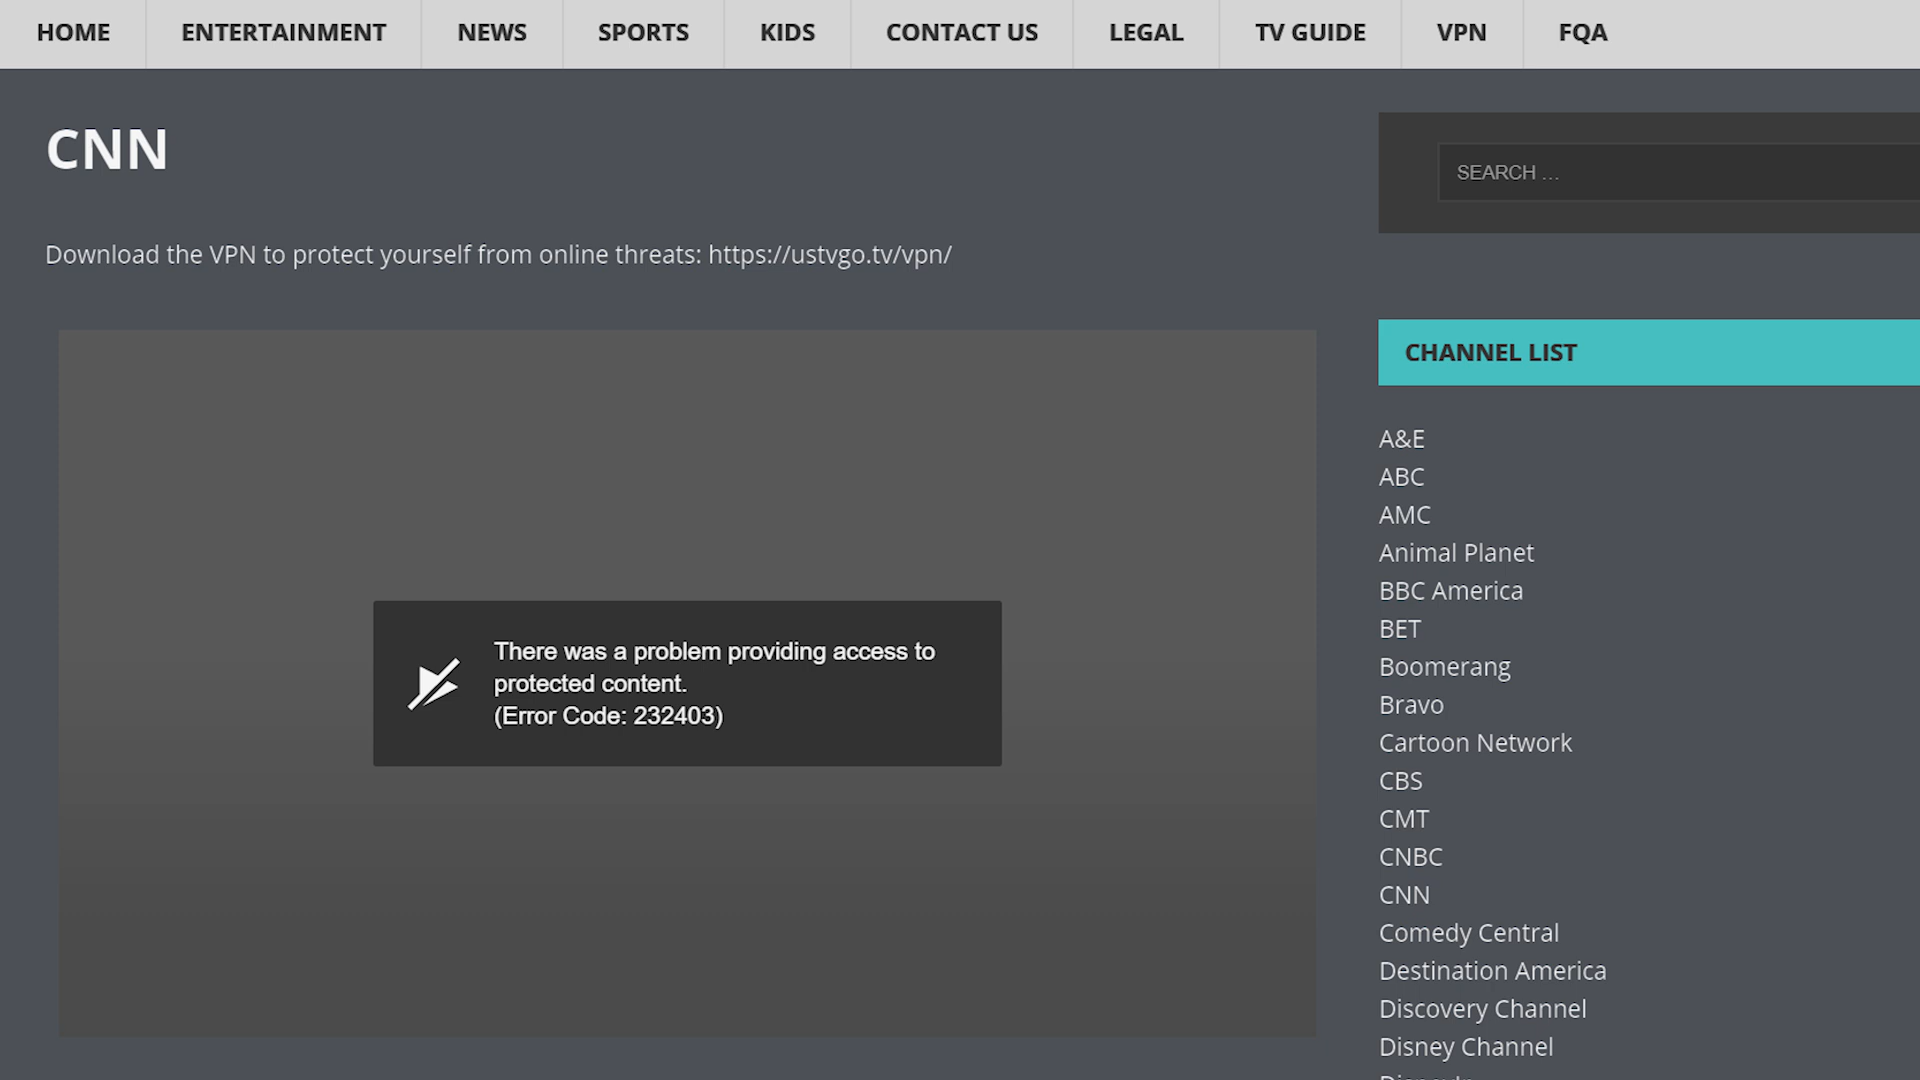 HOME ENTERTAINMENT NEWS SPORTS KIDS CONTACT US LEGAL TV GUIDE VPN FQA
CNN
Download the VPN to protect yourself from online threats: https://ustvgo.tv/vpn/
There was a problem providing access to
protected content.
(Error Code: 232403)
SEARCH …
CHANNEL LIST
A&E
ABC
AMC
Animal Planet
BBC America
BET
Boomerang
Bravo
Cartoon Network
CBS
CMT
CNBC
CNN
Comedy Central
Destination America
Discovery Channel
Disney Channel